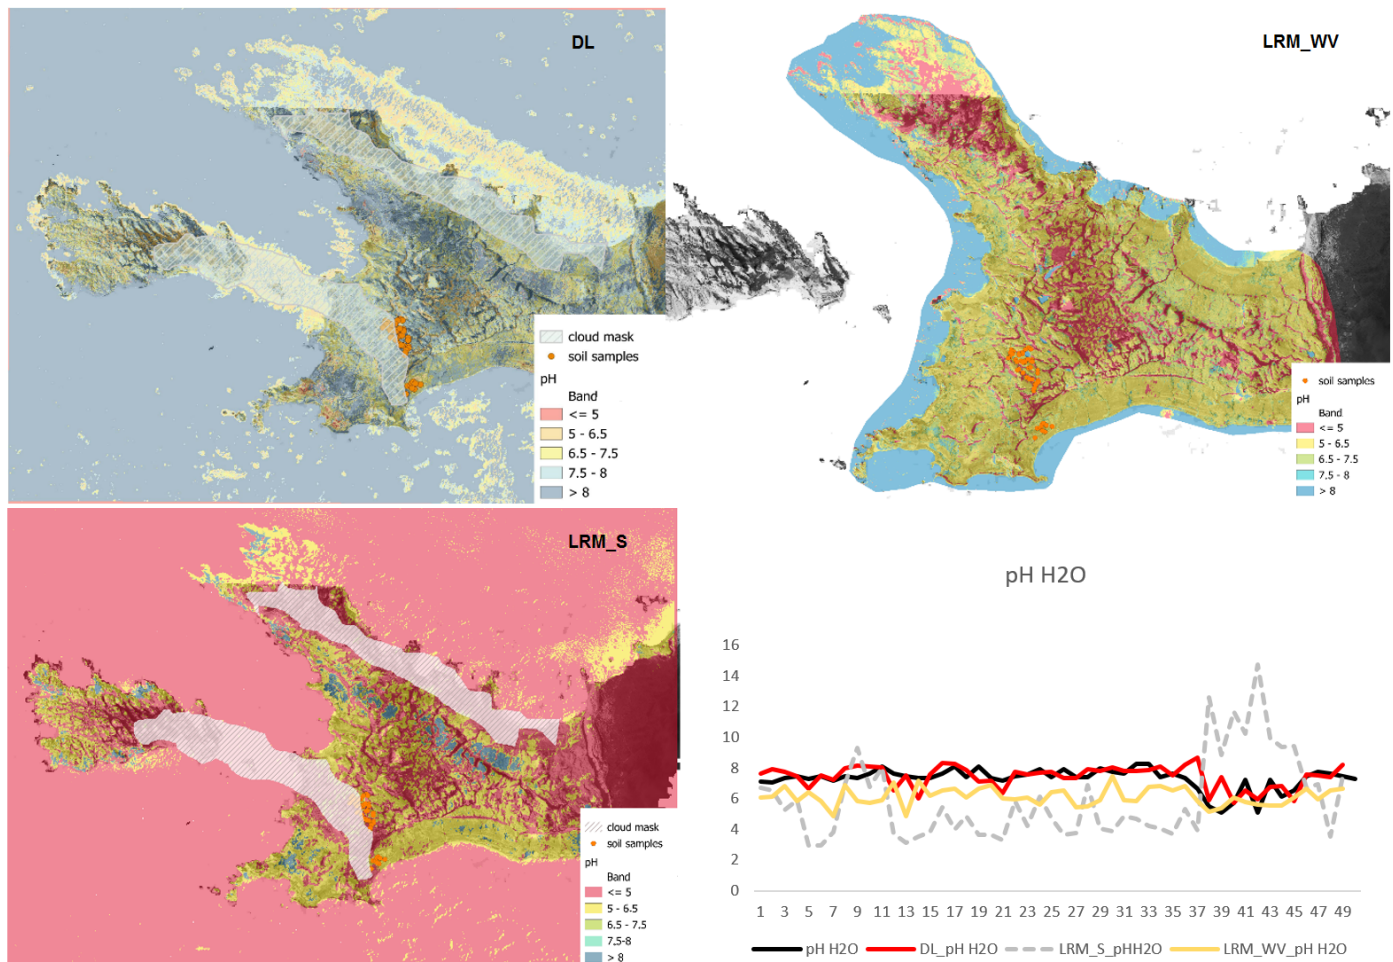 DL
cloud mask
soil samples
pH
Band
<= 5
5 - 6.5
6.5 - 7.5
7.5 - 8
> 8
LRM_WV
soil samples
pH
Band
<= 5
5 - 6.5
6.5 - 7.5
7.5 - 8
> 8
LRM_S
cloud mask
soil samples
pH
Band
<= 5
5 - 6.5
6.5 - 7.5
7.5-8
> 8
pH H2O
16
14
12
10
8
6
4
2
0
1 3 5 7 9 11 13 15 17 19 21 23 25 27 29 31 33 35 37 39 41 43 45 47 49
pH H2O DL_pH H2O LRM_S_pHH2O LRM_WV_pH H2O